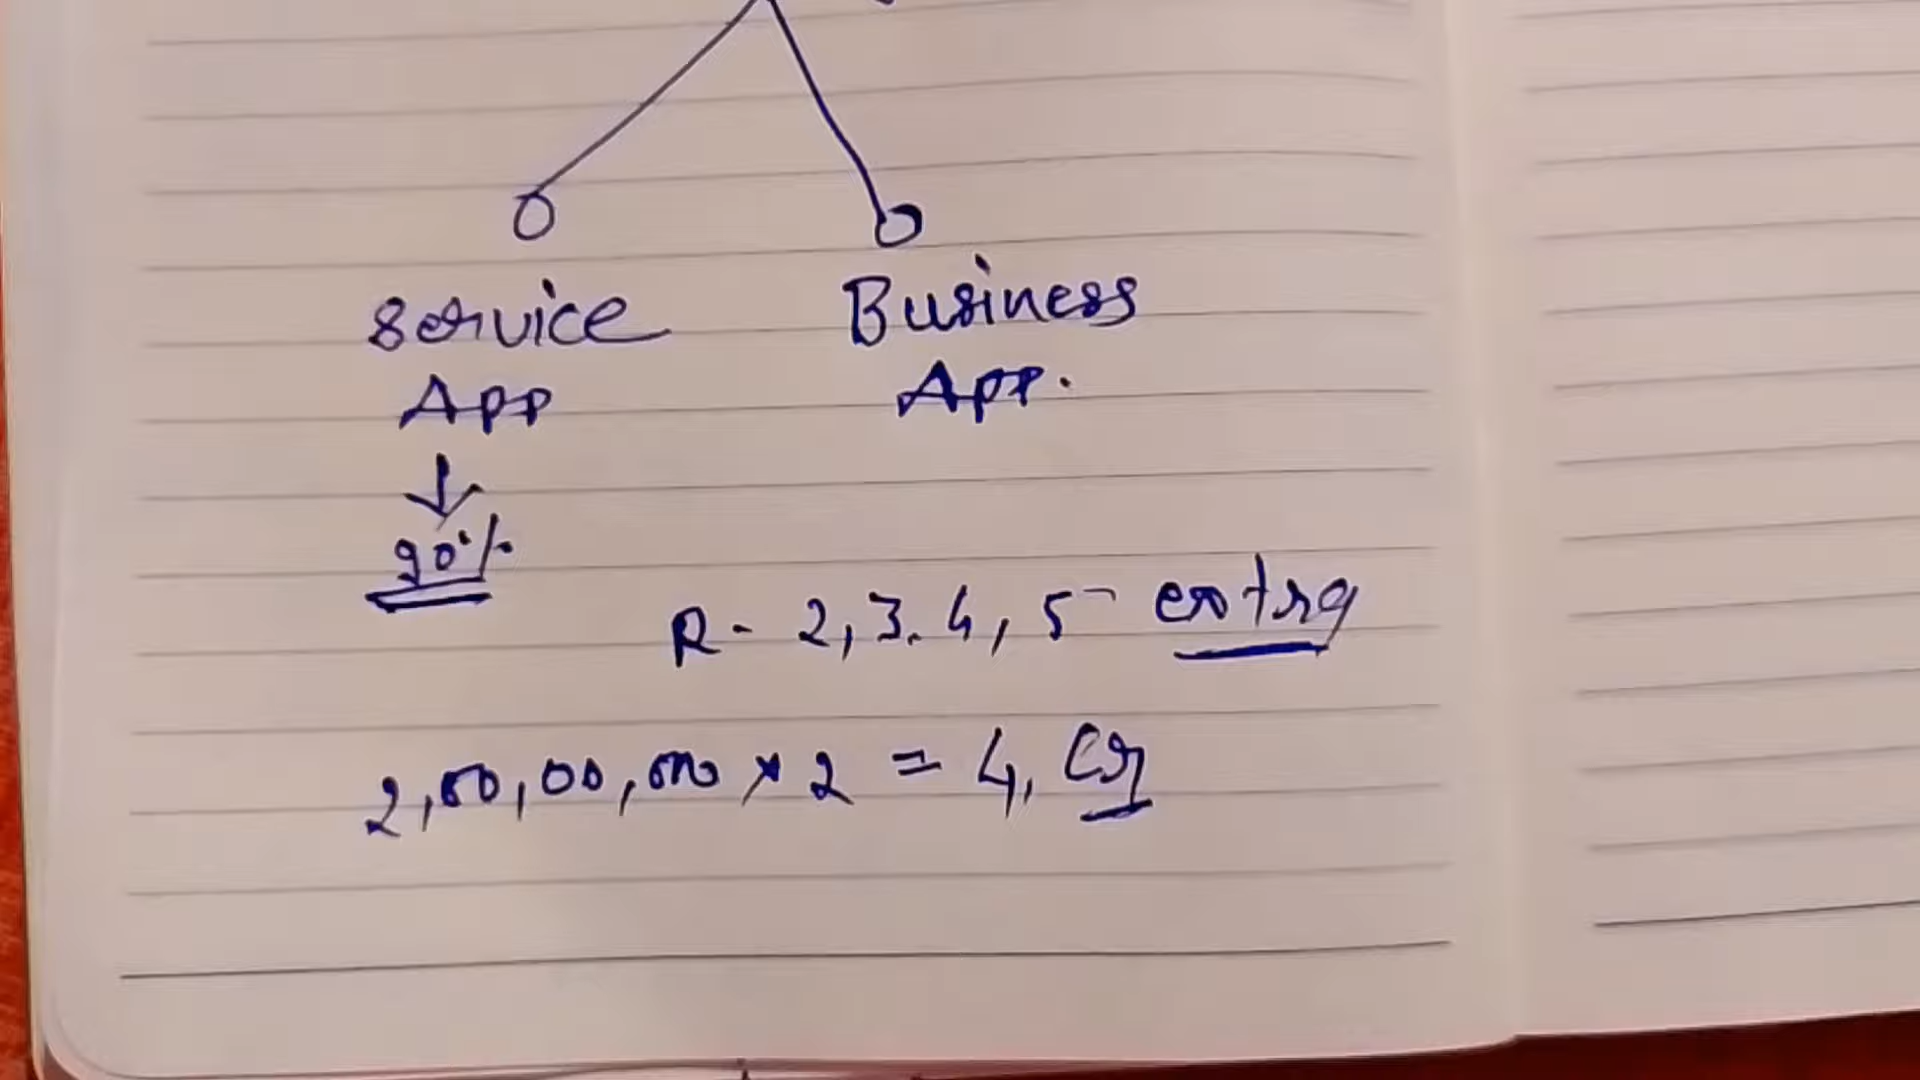 Service
App
Business
App.
90%
R - 2, 3, 4, 5 - extra
2,00,00,000 × 2 = 4, Cr